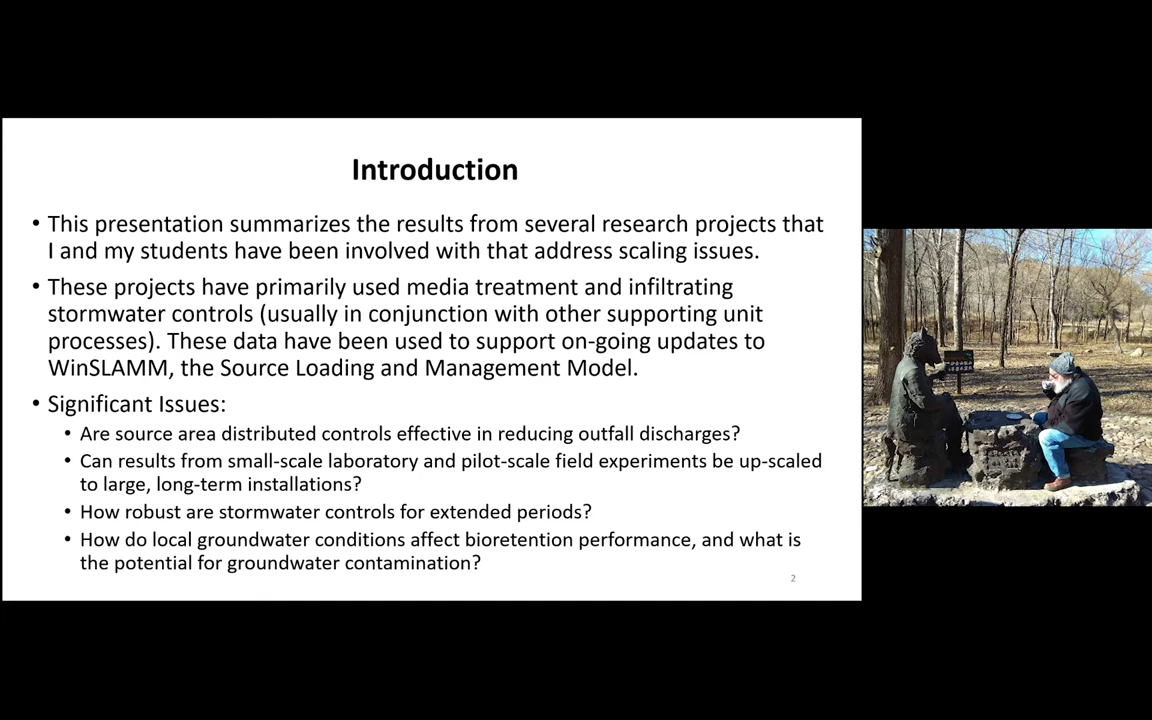 Introduction
• This presentation summarizes the results from several research projects that
I and my students have been involved with that address scaling issues.
• These projects have primarily used media treatment and infiltrating
stormwater controls (usually in conjunction with other supporting unit
processes). These data have been used to support on-going updates to
WinSLAMM, the Source Loading and Management Model.
• Significant Issues:
• Are source area distributed controls effective in reducing outfall discharges?
• Can results from small-scale laboratory and pilot-scale field experiments be up-scaled
to large, long-term installations?
• How robust are stormwater controls for extended periods?
• How do local groundwater conditions affect bioretention performance, and what is
the potential for groundwater contamination?
2